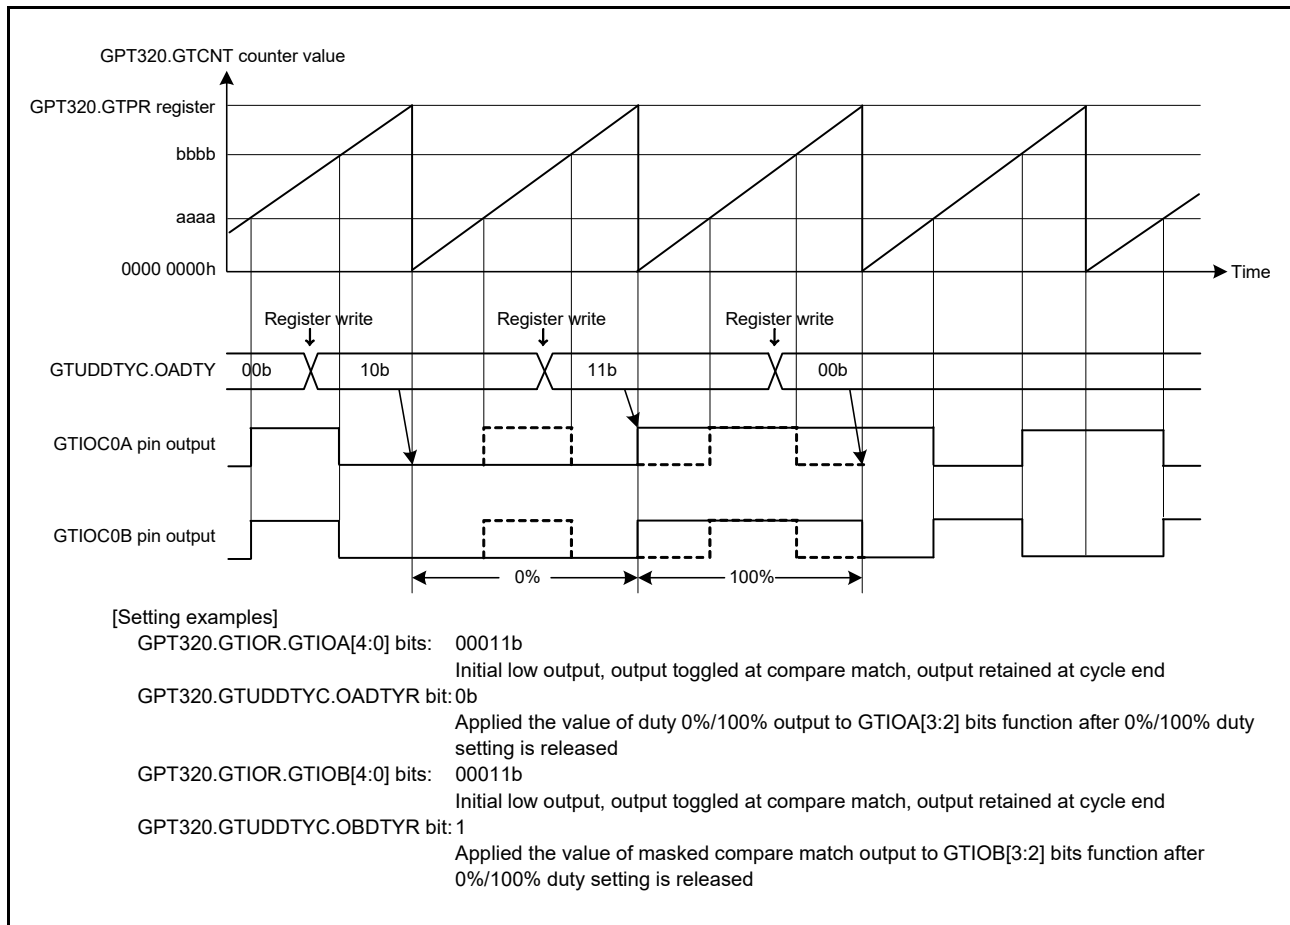 GPT320.GTCNT counter value
GPT320.GTPR register
bbbb
aaaa
0000 0000h
Time
Register write
Register write
Register write
GTUDDTYC.OADTY
00b
10b
11b
00b
GTIOC0A pin output
GTIOC0B pin output
0%
100%
[Setting examples]
GPT320.GTIOR.GTIOA[4:0] bits: 00011b
Initial low output, output toggled at compare match, output retained at cycle end
GPT320.GTUDDTYC.OADTYR bit: 0b
Applied the value of duty 0%/100% output to GTIOA[3:2] bits function after 0%/100% duty
setting is released
GPT320.GTIOR.GTIOB[4:0] bits: 00011b
Initial low output, output toggled at compare match, output retained at cycle end
GPT320.GTUDDTYC.OBDTYR bit: 1
Applied the value of masked compare match output to GTIOB[3:2] bits function after
0%/100% duty setting is released